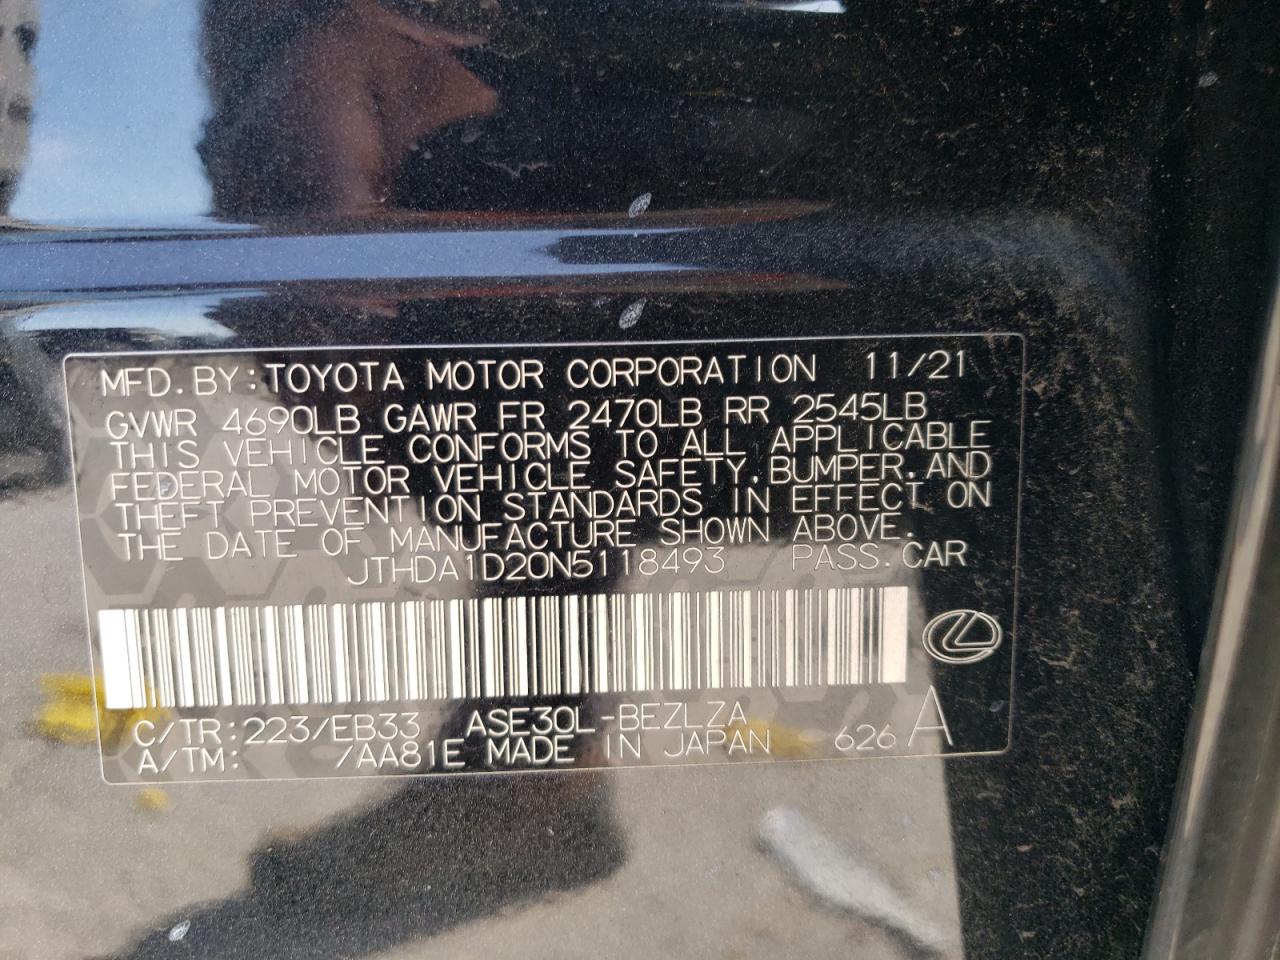 MFD.BY:TOYOTA MOTOR CORPORATION 11/21
GVWR 4690LB GAWR FR 2470LB RR 2545LB
THIS VEHICLE CONFORMS TO ALL APPLICABLE
FEDERAL MOTOR VEHICLE SAFETY,BUMPER,AND
THEFT PREVENTION STANDARDS IN EFFECT ON
THE DATE OF MANUFACTURE SHOWN ABOVE.
JTHDA1D20N5118493 PASS.CAR
C/TR:223/EB33 ASE30L-BEZLZA
A/TM: /AA81E MADE IN JAPAN 626 A